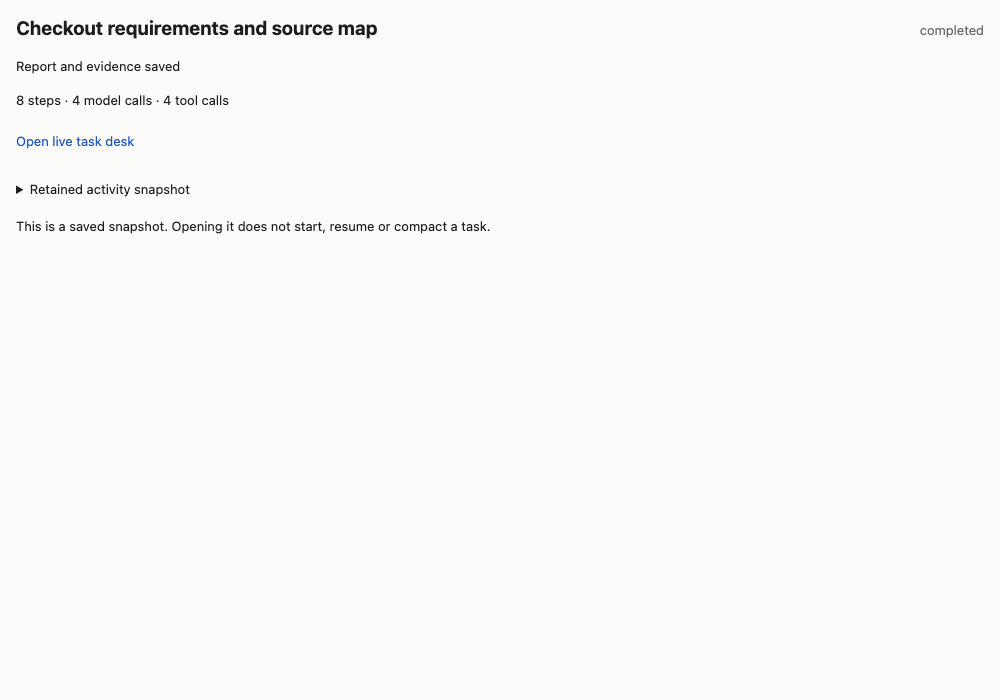 Checkout requirements and source map
completed
Report and evidence saved
8 steps · 4 model calls · 4 tool calls
Open live task desk
Retained activity snapshot
This is a saved snapshot. Opening it does not start, resume or compact a task.